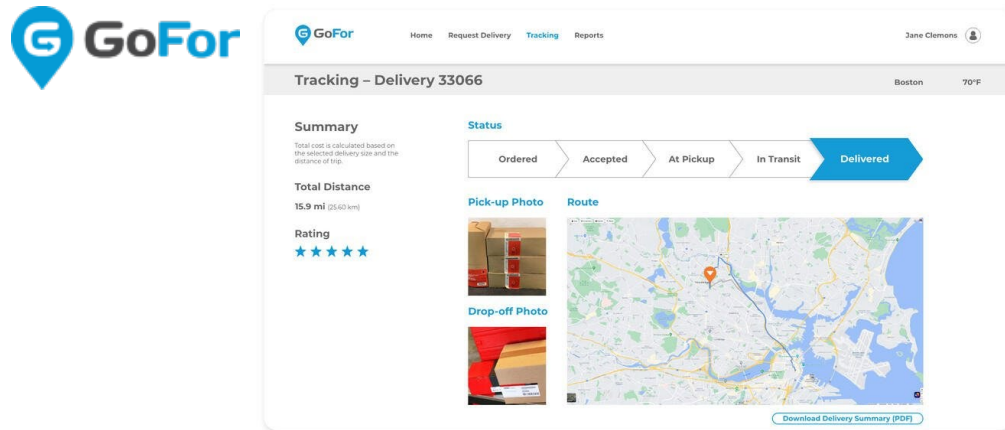 GoFor
GoFor
Home Request Delivery Tracking Reports
Jane Clemons
Tracking – Delivery 33066
Boston 70°F
Summary
Total cost is calculated based on
the selected delivery size and the
distance of trip.
Total Distance
15.9 mi (25.60 km)
Rating
Status
Ordered Accepted At Pickup In Transit Delivered
Pick-up Photo
Route
Drop-off Photo
Download Delivery Summary (PDF)